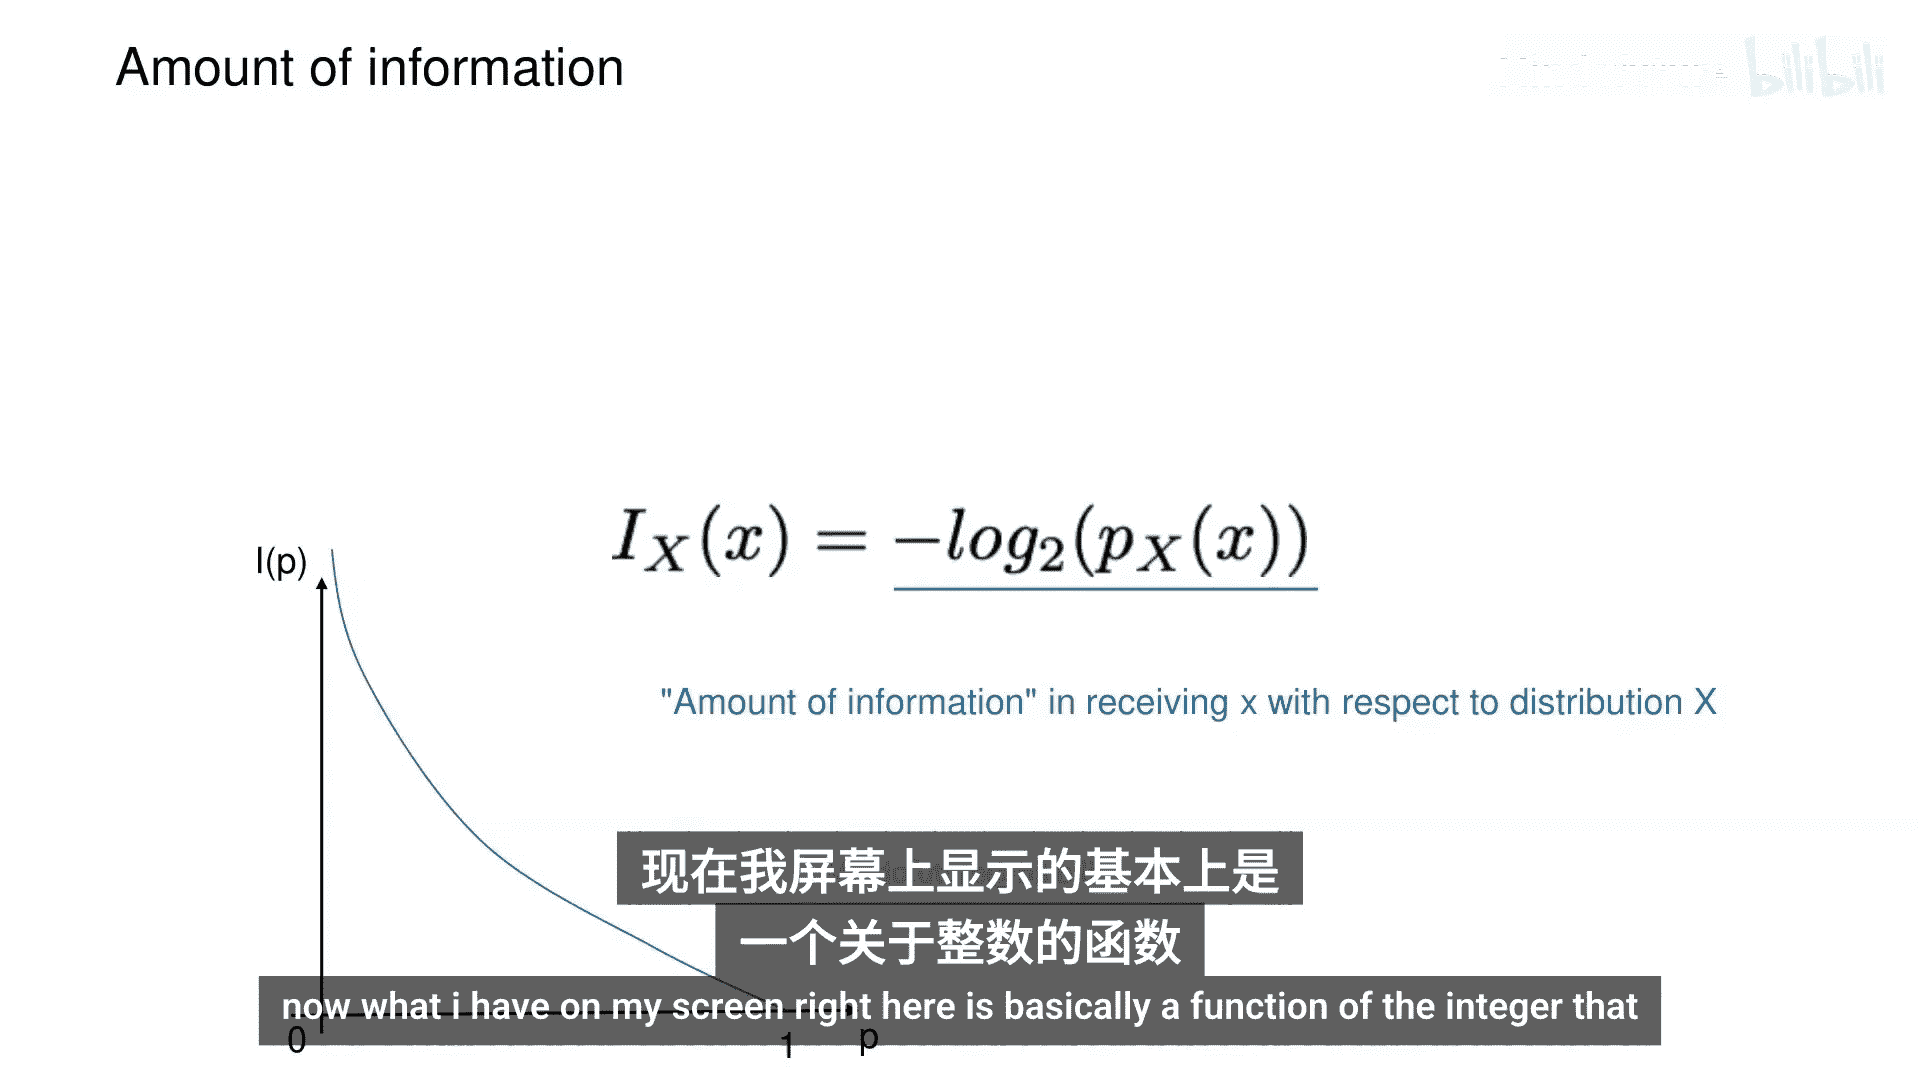 Amount of information
bilibili
I_X(x) = -log_2(p_X(x))
I(p)
"Amount of information" in receiving x with respect to distribution X
现在我屏幕上显示的基本上是
一个关于整数的函数
now what i have on my screen right here is basically a function of the integer that
0
1
p